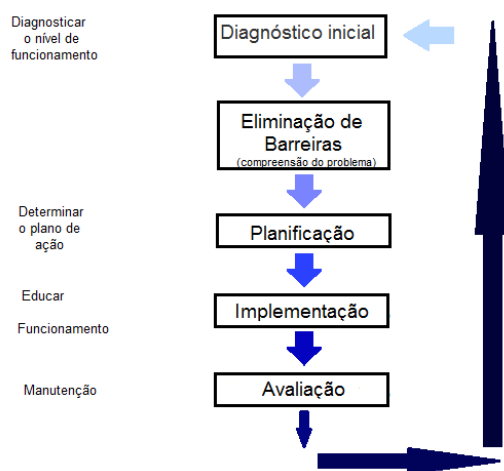 Diagnosticar
o nível de
funcionamento
Diagnóstico inicial
Eliminação de
Barreiras
(compreensão do problema)
Determinar
o plano de
ação
Planificação
Educar
Implementação
Funcionamento
Manutenção
Avaliação